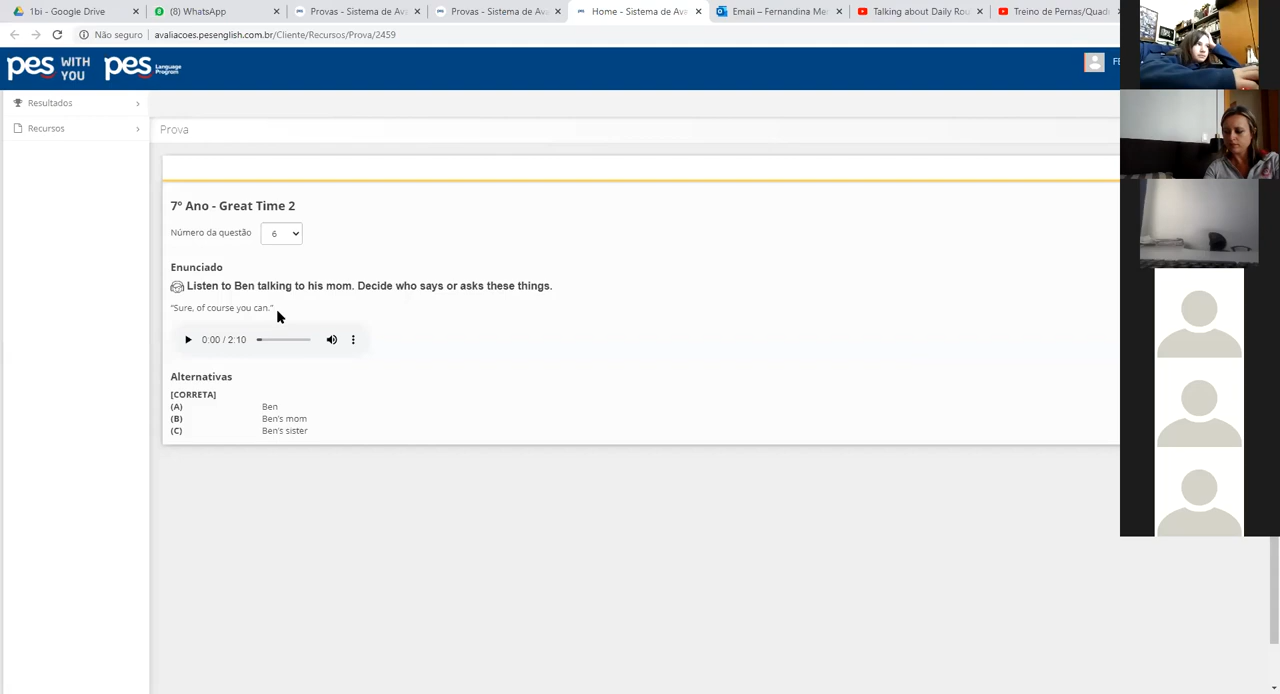 1bi - Google Drive
(8) WhatsApp
Provas - Sistema de Ava
Provas - Sistema de Ava
Home - Sistema de Ava
Email – Fernandina Me
Talking about Daily Rou
Treino de Pernas/Quad
Não seguro
avaliacoes.pesenglish.com.br/Cliente/Recursos/Prova/2459
pes WITH YOU
pes Language Program
FE
Resultados
Recursos
Prova
7º Ano - Great Time 2
Número da questão
6
Enunciado
Listen to Ben talking to his mom. Decide who says or asks these things.
“Sure, of course you can.”
0:00 / 2:10
Alternativas
[CORRETA]
(A) Ben
(B) Ben's mom
(C) Ben's sister